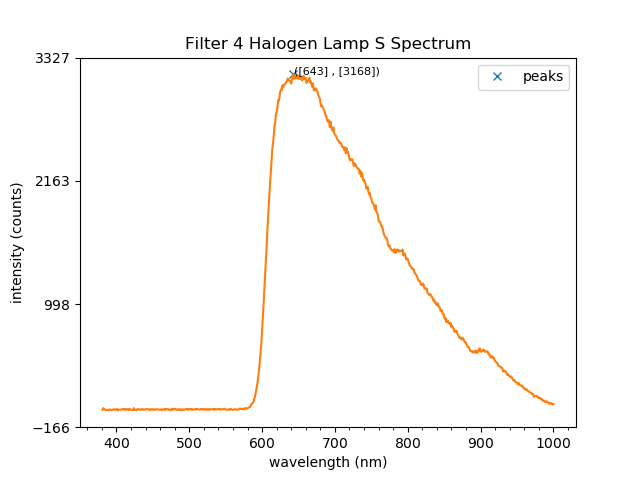 Filter 4 Halogen Lamp S Spectrum
3327
([643] , [3168])
peaks
2163
998
−166
intensity (counts)
400 500 600 700 800 900 1000
wavelength (nm)